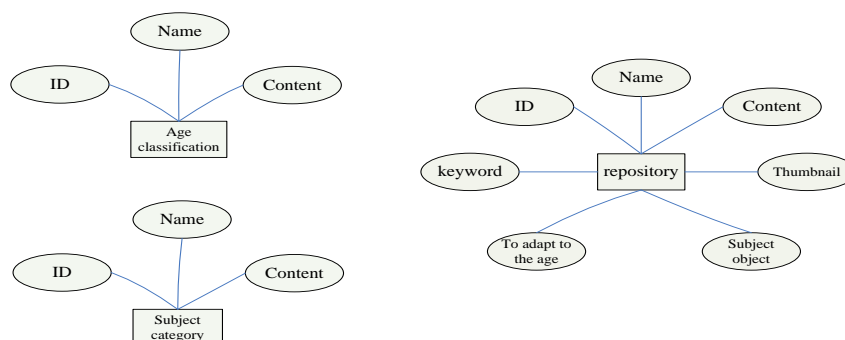 Name
ID
Content
Age
classification
Name
ID
Content
Subject
category
Name
ID
Content
keyword
repository
Thumbnail
To adapt to
the age
Subject
object